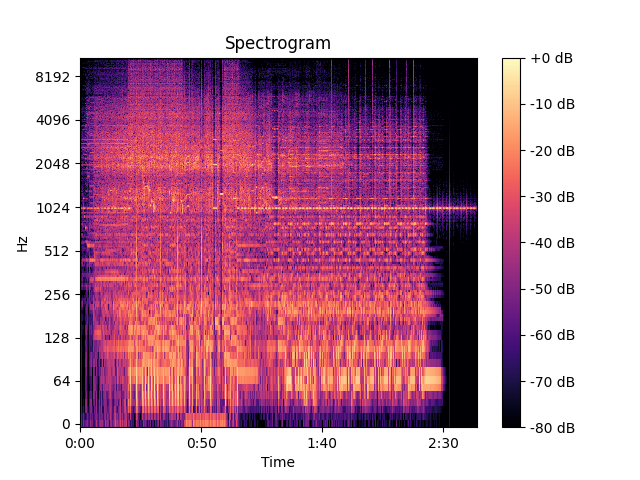 Spectrogram
8192
4096
2048
1024
512
256
128
64
0
Hz
0:00
0:50
1:40
2:30
Time
+0 dB
-10 dB
-20 dB
-30 dB
-40 dB
-50 dB
-60 dB
-70 dB
-80 dB